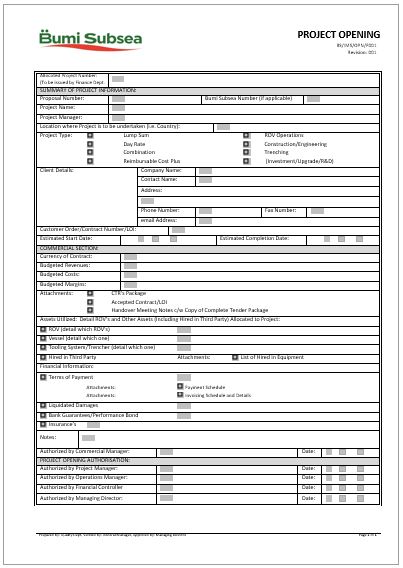 Bumi Subsea
PROJECT OPENING
BS/IMS/OPN/F001
Revision: 001
Allocated Project Number:
(To be issued by Finance Dept
SUMMARY OF PROJECT INFORMATION:
Proposal Number: Bumi Subsea Number (if applicable)
Project Name:
Project Manager:
Location where Project is to be undertaken (i.e. Country):
Project Type: Lump Sum ROV Operations
Day Rate Construction/Engineering
Combination Trenching
Reimbursable Cost Plus (Investment/Upgrade/R&D)
Client Details: Company Name:
Contact Name:
Address:
Phone Number: Fax Number:
email Address:
Customer Order/Contract Number/LOI:
Estimated Start Date: Estimated Completion Date:
COMMERCIAL SECTION:
Currency of Contract:
Budgeted Revenues:
Budgeted Costs:
Budgeted Margins:
Attachments: CTR's Package
Accepted Contract/LOI
Handover Meeting Notes c/w Copy of Complete Tender Package
Assets Utilized: Detail ROV's and Other Assets (Including Hired in Third Party) Allocated to Project:
ROV (detail which ROV's)
Vessel (detail which one)
Tooling System/Trencher (detail which one)
Hired in Third Party Attachments: List of Hired in Equipment
Financial Information:
Terms of Payment
Attachments: Payment Schedule
Attachments: Invoicing Schedule and Details
Liquidated Damages
Bank Guarantees/Performance Bond
Insurance's
Notes:
Authorized by Commercial Manager: Date:
PROJECT OPENING AUTHORISATION:
Authorized by Project Manager: Date:
Authorized by Operations Manager: Date:
Authorized by Financial Controller Date:
Authorized by Managing Director: Date: